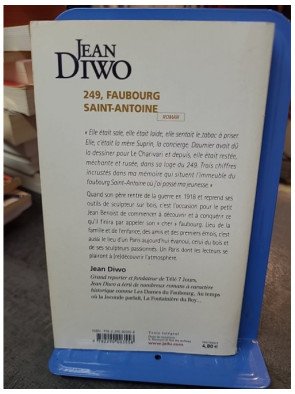 JEAN
DIWO
249, FAUBOURG
SAINT-ANTOINE
ROMAN
« Elle était sale, elle était laide, elle sentait le tabac à priser
Elle, c'était la mère Suprin, la concierge. Daumier avait dû
la dessiner pour Le Charivari et depuis, elle était restée,
méchante et rusée, dans sa loge du 249. Trois chiffres
incrustés dans ma mémoire qui situent l'immeuble du
faubourg Saint-Antoine où j'ai passé ma jeunesse. »
Quand son père rentre de la guerre en 1918 et reprend ses
outils de sculpteur sur bois, c'est l'occasion pour le petit
Jean Benoist de commencer à découvrir et à conquérir ce
qu'il finira par appeler son « cher » faubourg. Lieu de la
famille et de l'enfance, des amis et des premiers émois, c'est
aussi le lieu d'un Paris aujourd'hui évanoui, celui du bois et
de ses sculpteurs passionnés. Un Paris dont les lecteurs se
plairont à (re)découvrir l'atmosphère.
Jean Diwo
Grand reporter et fondateur de Télé 7 Jours,
Jean Diwo a écrit de nombreux romans à caractère
historique comme Les Dames du Faubourg, Au temps
où la Joconde parlait, La Fontainière du Roy...
Texte intégral
www.jailu.com
4,80 €